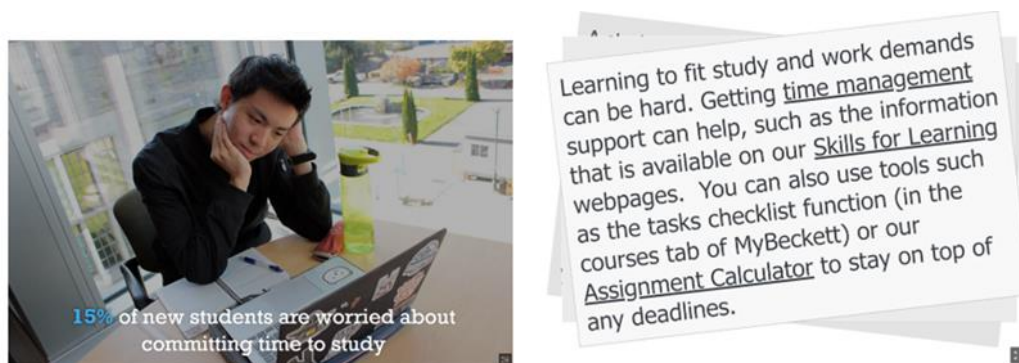 15% of new students are worried about
committing time to study
Learning to fit study and work demands
can be hard. Getting time management
support can help, such as the information
that is available on our Skills for Learning
webpages. You can also use tools such
as the tasks checklist function (in the
courses tab of MyBeckett) or our
Assignment Calculator to stay on top of
any deadlines.